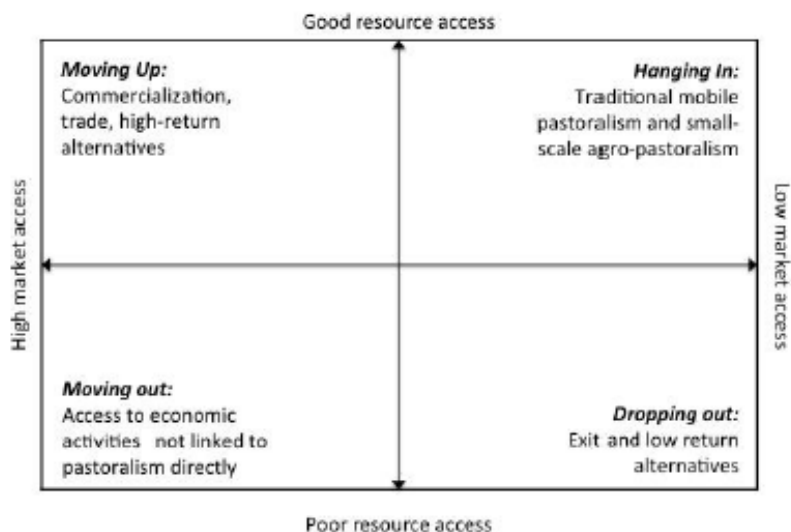 Good resource access
Moving Up:
Commercialization,
trade, high-return
alternatives
Hanging In:
Traditional mobile
pastoralism and small-
scale agro-pastoralism
High market access
Low market access
Moving out:
Access to economic
activities not linked to
pastoralism directly
Dropping out:
Exit and low return
alternatives
Poor resource access